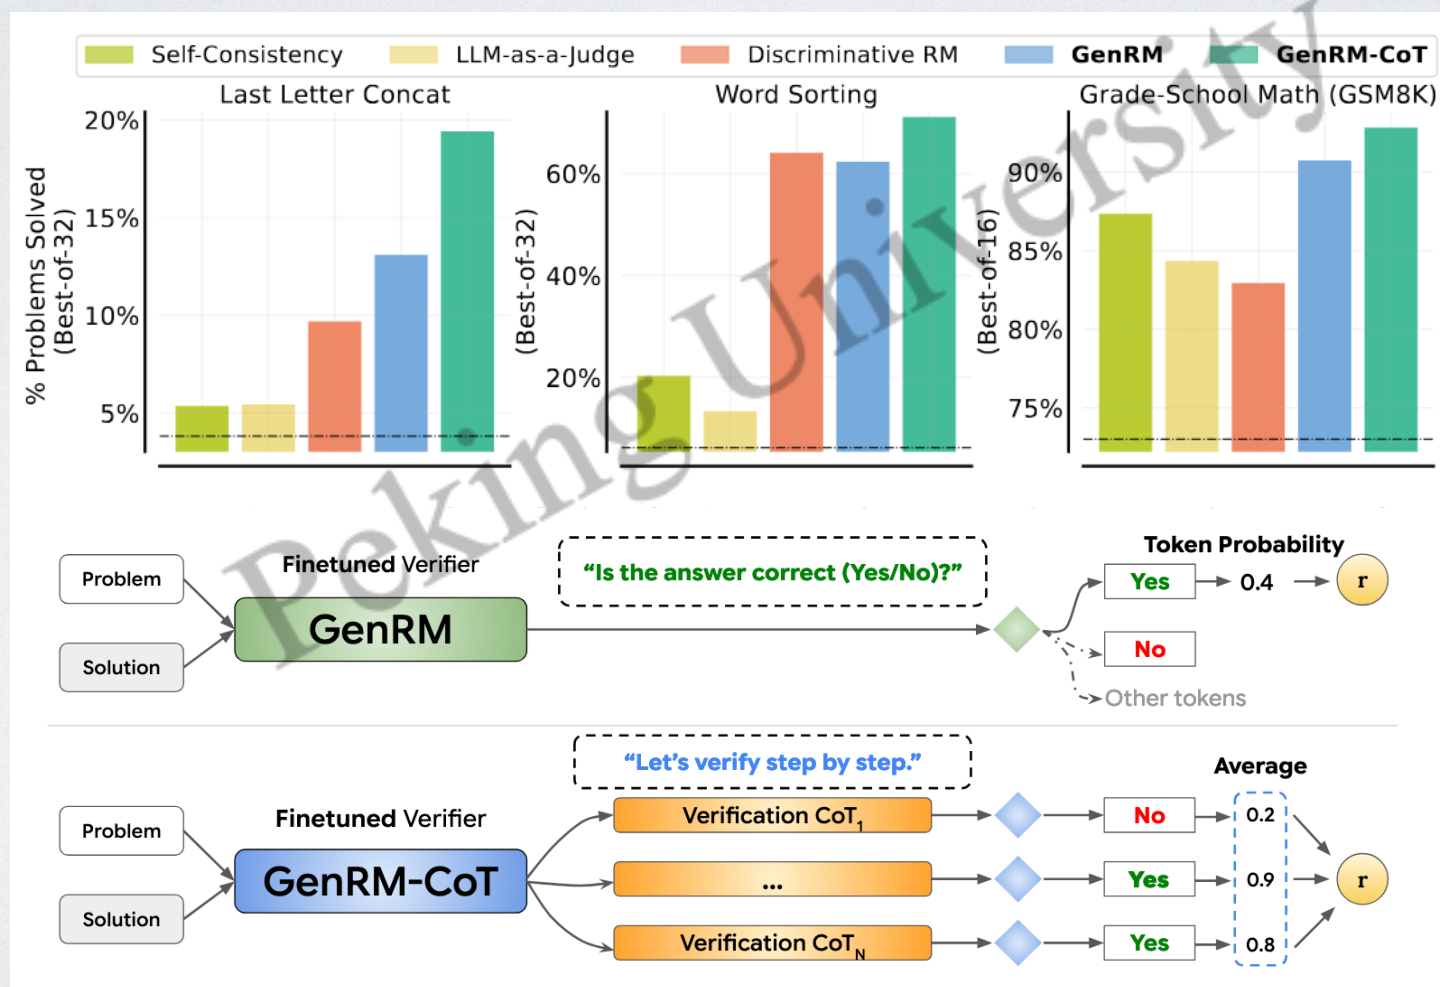 Self-Consistency LLM-as-a-Judge Discriminative RM GenRM GenRM-CoT
Last Letter Concat
% Problems Solved
(Best-of-32)
20%
15%
10%
5%
Word Sorting
(Best-of-32)
60%
40%
20%
Grade-School Math (GSM8K)
(Best-of-16)
90%
85%
80%
75%
Peking University
Problem
Solution
Finetuned Verifier
GenRM
“Is the answer correct (Yes/No)?”
Token Probability
Yes 0.4 r
No
Other tokens
Problem
Solution
Finetuned Verifier
GenRM-CoT
“Let’s verify step by step.”
Average
Verification CoT1 No 0.2
... Yes 0.9 r
Verification CoTN Yes 0.8